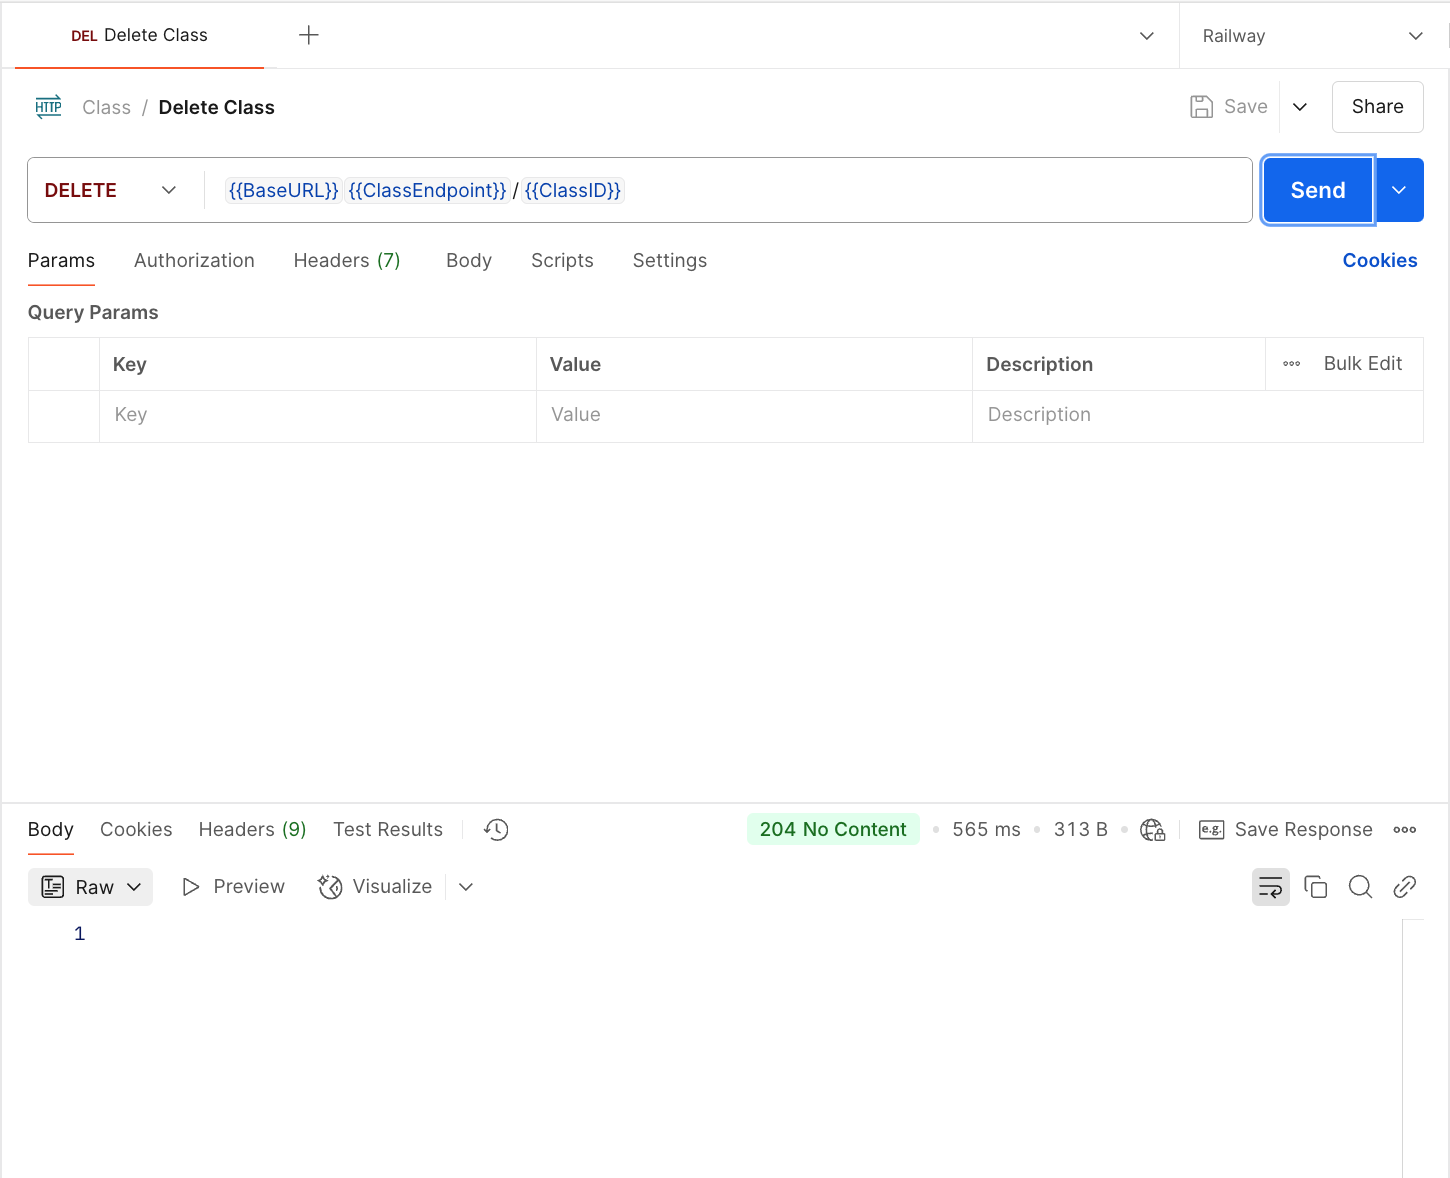 DEL Delete Class
Railway
HTTP Class / Delete Class
Save
Share
DELETE
{{BaseURL}} {{ClassEndpoint}} / {{ClassID}}
Send
Params Authorization Headers (7) Body Scripts Settings
Cookies
Query Params
Key Value Description Bulk Edit
Key Value Description
Body Cookies Headers (9) Test Results
204 No Content 565 ms 313 B
e.g. Save Response
Raw Preview Visualize
1